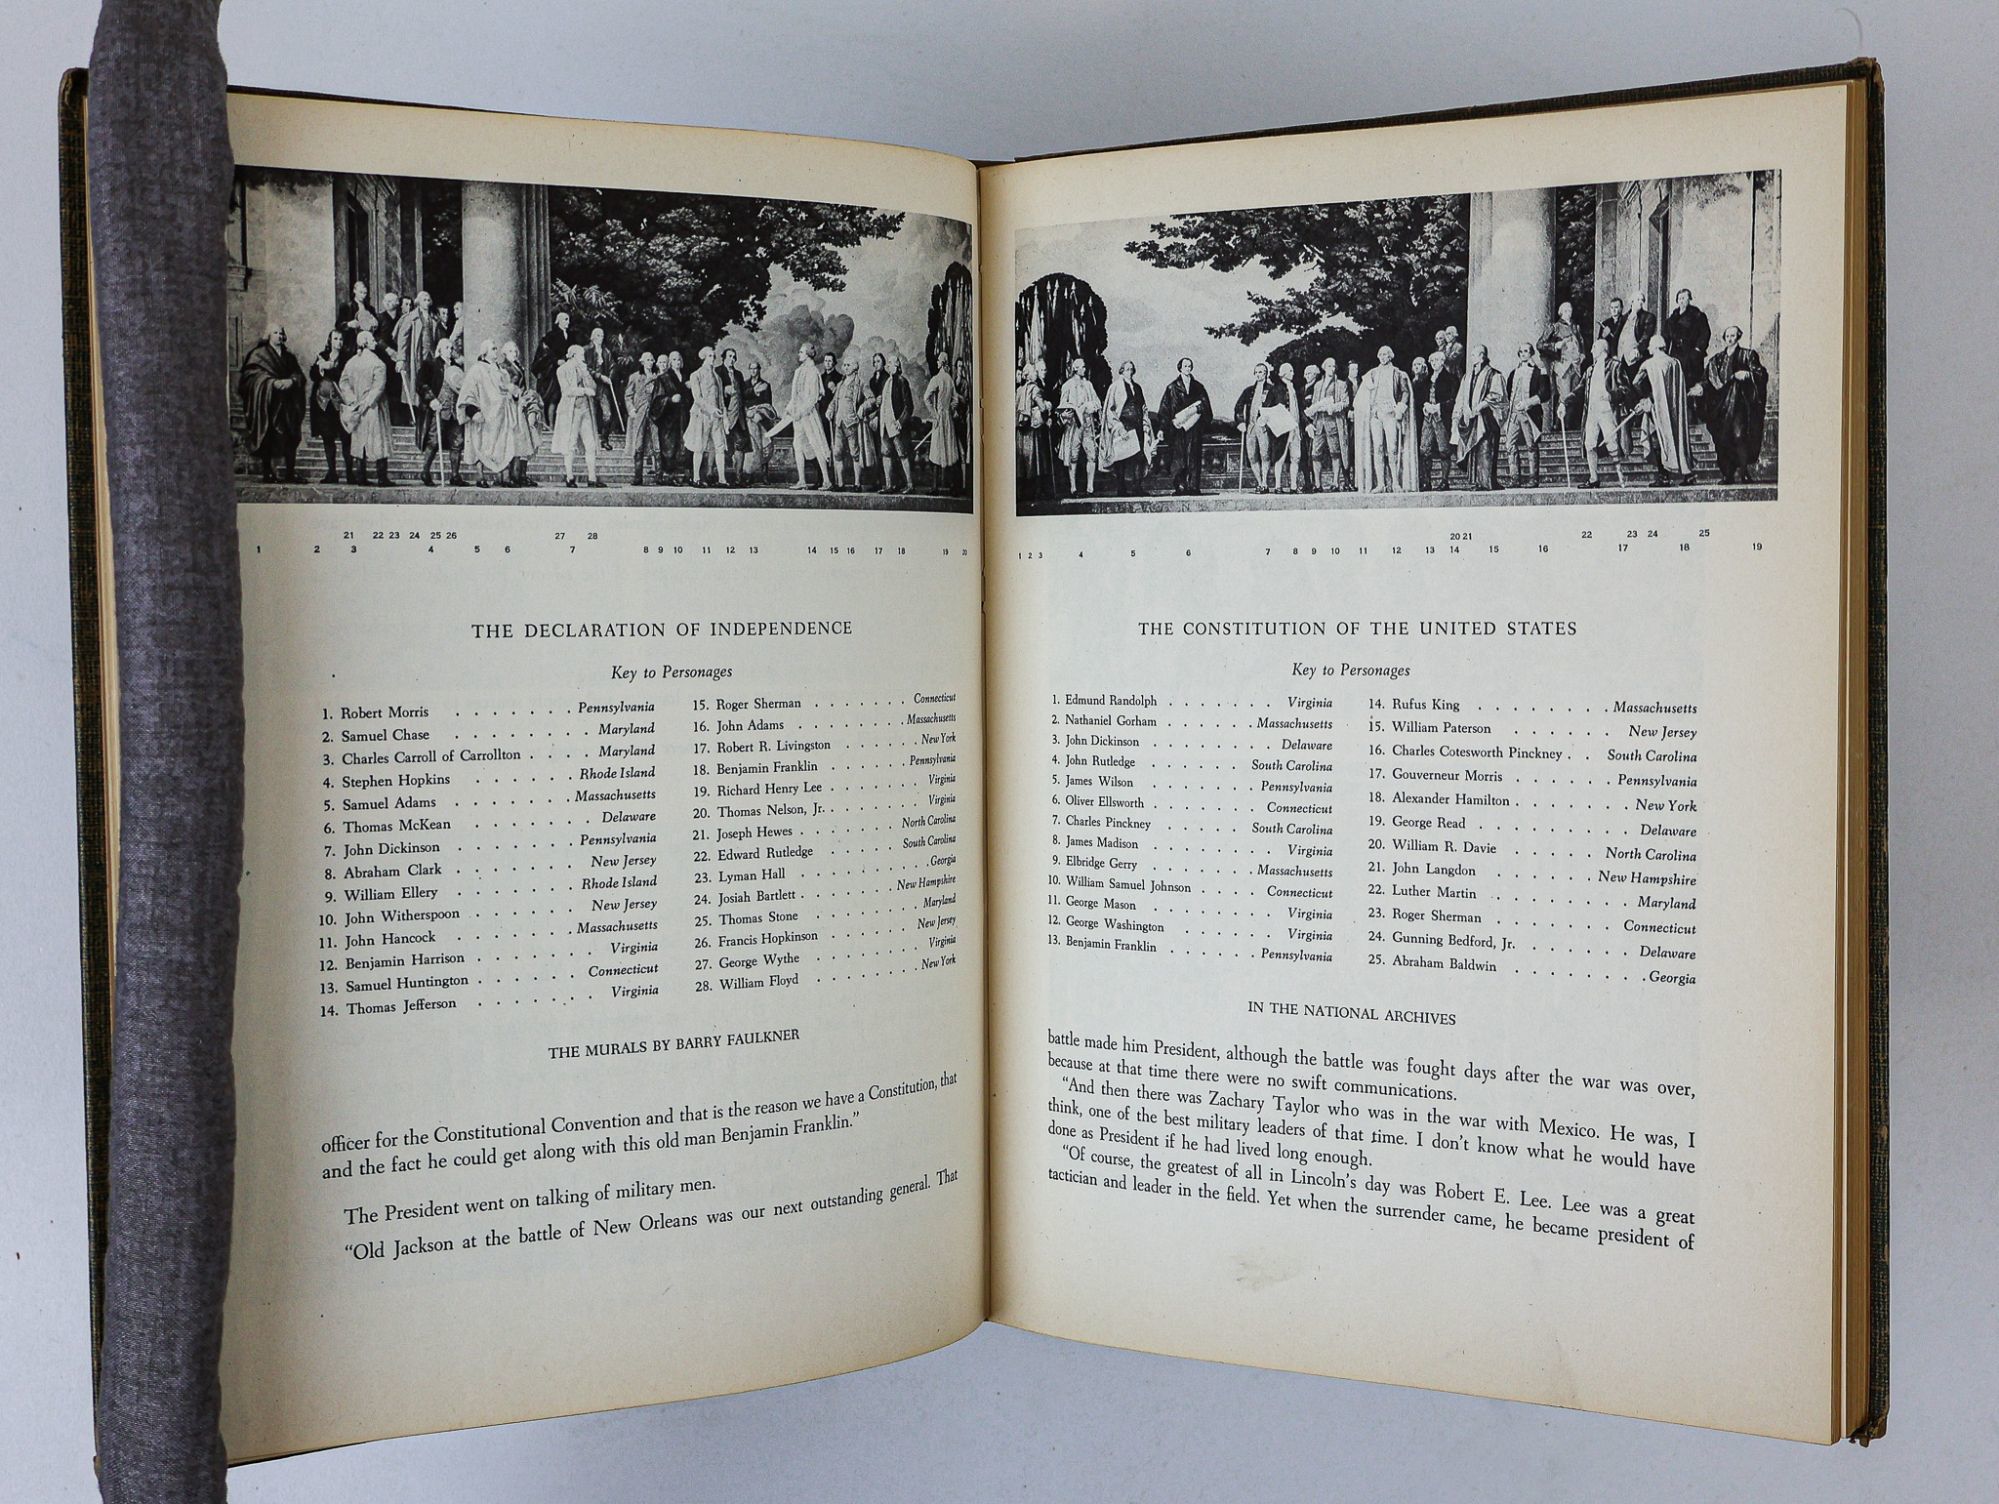 21 22 23 24 25 26 27 28
1 2 3 4 5 6 7 8 9 10 11 12 13 14 15 16 17 18 19 20
THE DECLARATION OF INDEPENDENCE
Key to Personages
1. Robert Morris . . . . . . . Pennsylvania
2. Samuel Chase . . . . . . . . Maryland
3. Charles Carroll of Carrollton . . . . Maryland
4. Stephen Hopkins . . . . . . Rhode Island
5. Samuel Adams . . . . . . . Massachusetts
6. Thomas McKean . . . . . . . Delaware
7. John Dickinson . . . . . . . Pennsylvania
8. Abraham Clark . . . . . . . New Jersey
9. William Ellery . . . . . . . Rhode Island
10. John Witherspoon . . . . . . New Jersey
11. John Hancock . . . . . . . Massachusetts
12. Benjamin Harrison . . . . . . . Virginia
13. Samuel Huntington . . . . . . Connecticut
14. Thomas Jefferson . . . . . . . Virginia
15. Roger Sherman . . . . . . . Connecticut
16. John Adams . . . . . . . Massachusetts
17. Robert R. Livingston . . . . . . New York
18. Benjamin Franklin . . . . . . Pennsylvania
19. Richard Henry Lee . . . . . . . Virginia
20. Thomas Nelson, Jr. . . . . . . Virginia
21. Joseph Hewes . . . . . . . North Carolina
22. Edward Rutledge . . . . . . South Carolina
23. Lyman Hall . . . . . . . . Georgia
24. Josiah Bartlett . . . . . . New Hampshire
25. Thomas Stone . . . . . . . Maryland
26. Francis Hopkinson . . . . . . New Jersey
27. George Wythe . . . . . . . Virginia
28. William Floyd . . . . . . . New York
THE MURALS BY BARRY FAULKNER
officer for the Constitutional Convention and that is the reason we have a Constitution, that
and the fact he could get along with this old man Benjamin Franklin.”
The President went on talking of military men.
“Old Jackson at the battle of New Orleans was our next outstanding general. That
20 21 22 23 24 25
1 2 3 4 5 6 7 8 9 10 11 12 13 14 15 16 17 18 19
THE CONSTITUTION OF THE UNITED STATES
Key to Personages
1. Edmund Randolph . . . . . . . Virginia
2. Nathaniel Gorham . . . . . . Massachusetts
3. John Dickinson . . . . . . . . Delaware
4. John Rutledge . . . . . . South Carolina
5. James Wilson . . . . . . . Pennsylvania
6. Oliver Ellsworth . . . . . . . Connecticut
7. Charles Pinckney . . . . . South Carolina
8. James Madison . . . . . . . . Virginia
9. Elbridge Gerry . . . . . . . Massachusetts
10. William Samuel Johnson . . . . Connecticut
11. George Mason . . . . . . . . Virginia
12. George Washington . . . . . . Virginia
13. Benjamin Franklin . . . . . . Pennsylvania
14. Rufus King . . . . . . . . Massachusetts
15. William Paterson . . . . . . New Jersey
16. Charles Cotesworth Pinckney . . South Carolina
17. Gouverneur Morris . . . . . . Pennsylvania
18. Alexander Hamilton . . . . . . . New York
19. George Read . . . . . . . . . Delaware
20. William R. Davie . . . . . North Carolina
21. John Langdon . . . . . . New Hampshire
22. Luther Martin . . . . . . . . Maryland
23. Roger Sherman . . . . . . . Connecticut
24. Gunning Bedford, Jr. . . . . . Delaware
25. Abraham Baldwin . . . . . . . . Georgia
IN THE NATIONAL ARCHIVES
battle made him President, although the battle was fought days after the war was over,
because at that time there were no swift communications.
“And then there was Zachary Taylor who was in the war with Mexico. He was, I
think, one of the best military leaders of that time. I don’t know what he would have
done as President if he had lived long enough.
“Of course, the greatest of all in Lincoln’s day was Robert E. Lee. Lee was a great
tactician and leader in the field. Yet when the surrender came, he became president of